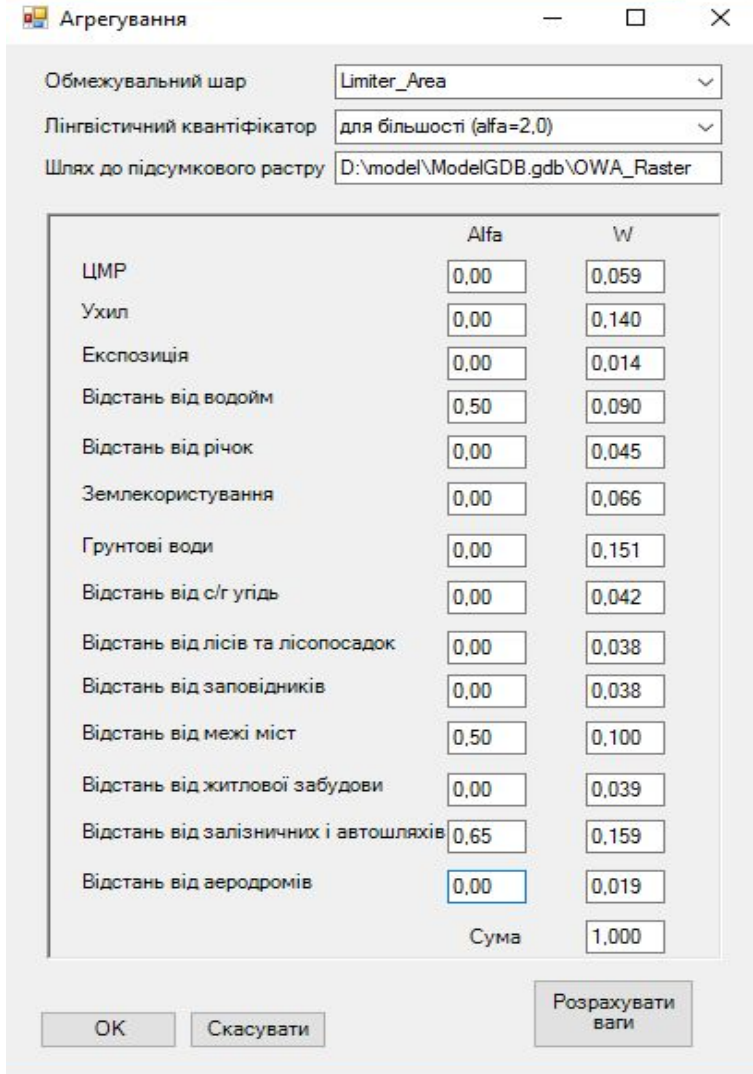 Агрегування
Обмежувальний шар Limiter_Area
Лінгвістичний квантіфікатор для більшості (alfa=2,0)
Шлях до підсумкового растру D:\model\ModelGDB.gdb\OWA_Raster
Alfa W
ЦМР 0,00 0,059
Ухил 0,00 0,140
Експозиція 0,00 0,014
Відстань від водойм 0,50 0,090
Відстань від річок 0,00 0,045
Землекористування 0,00 0,066
Грунтові води 0,00 0,151
Відстань від с/г угідь 0,00 0,042
Відстань від лісів та лісопосадок 0,00 0,038
Відстань від заповідників 0,00 0,038
Відстань від межі міст 0,50 0,100
Відстань від житлової забудови 0,00 0,039
Відстань від залізничних і автошляхів 0,65 0,159
Відстань від аеродромів 0,00 0,019
Сума 1,000
OK Скасувати Розрахувати
ваги